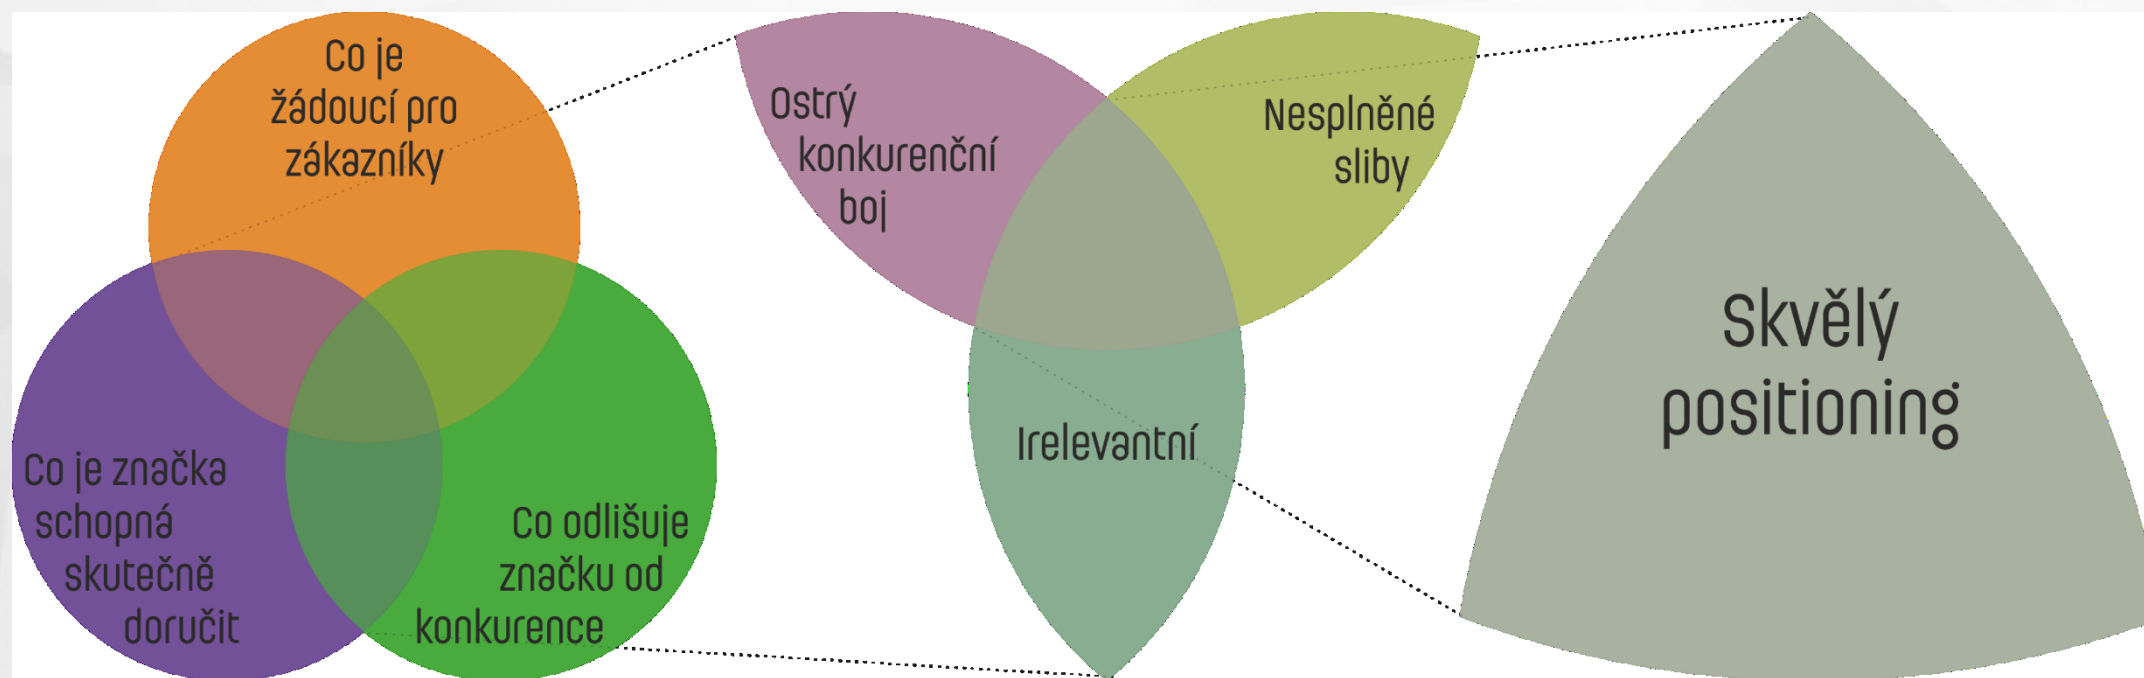 Co je
žádoucí pro
zákazníky
Co je značka
schopná
skutečně
doručit
Co odlišuje
značku od
konkurence
Ostrý
konkurenční
boj
Nesplněné
sliby
Irelevantní
Skvělý
positioning